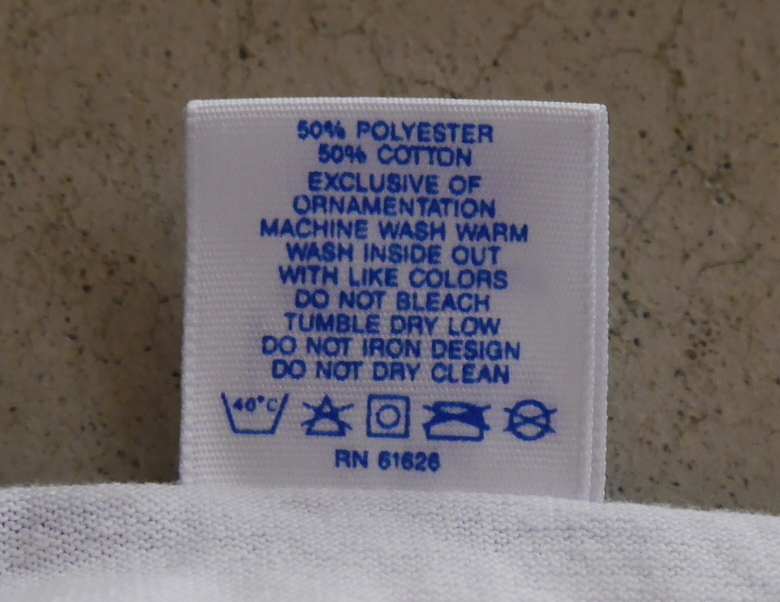 50% POLYESTER
50% COTTON
EXCLUSIVE OF
ORNAMENTATION
MACHINE WASH WARM
WASH INSIDE OUT
WITH LIKE COLORS
DO NOT BLEACH
TUMBLE DRY LOW
DO NOT IRON DESIGN
DO NOT DRY CLEAN
40°C
RN 61626